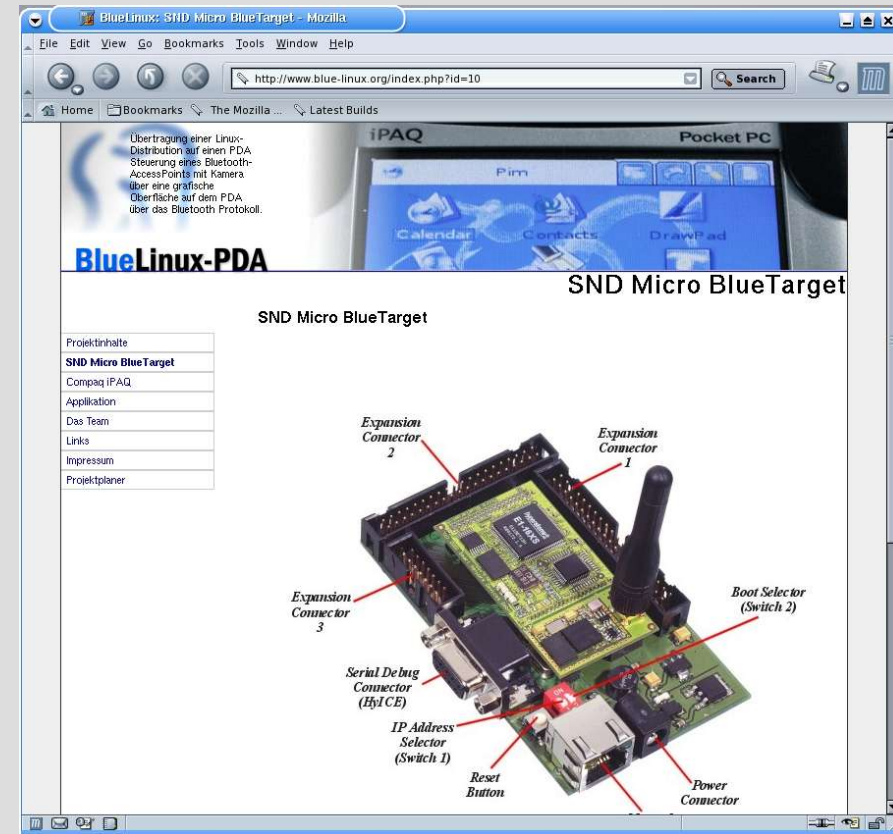 BlueLinux: SND Micro BlueTarget - Mozilla
File Edit View Go Bookmarks Tools Window Help
http://www.blue-linux.org/index.php?id=10
Search
Home Bookmarks The Mozilla ... Latest Builds
Übertragung einer Linux-
Distribution auf einen PDA
Steuerung eines Bluetooth-
AccessPoints mit Kamera
über eine grafische
Oberfläche auf dem PDA
über das Bluetooth Protokoll.
BlueLinux-PDA
iPAQ Pocket PC
Pim
Calendar Contacts DrawPad
SND Micro BlueTarget
SND Micro BlueTarget
Projektinhalte
SND Micro BlueTarget
Compaq iPAQ
Applikation
Das Team
Links
Impressum
Projektplaner
Expansion
Connector
2
Expansion
Connector
1
Expansion
Connector
3
Boot Selector
(Switch 2)
Serial Debug
Connector
(HyICE)
IP Address
Selector
(Switch 1)
Reset
Button
Power
Connector
E1-16XS
ON